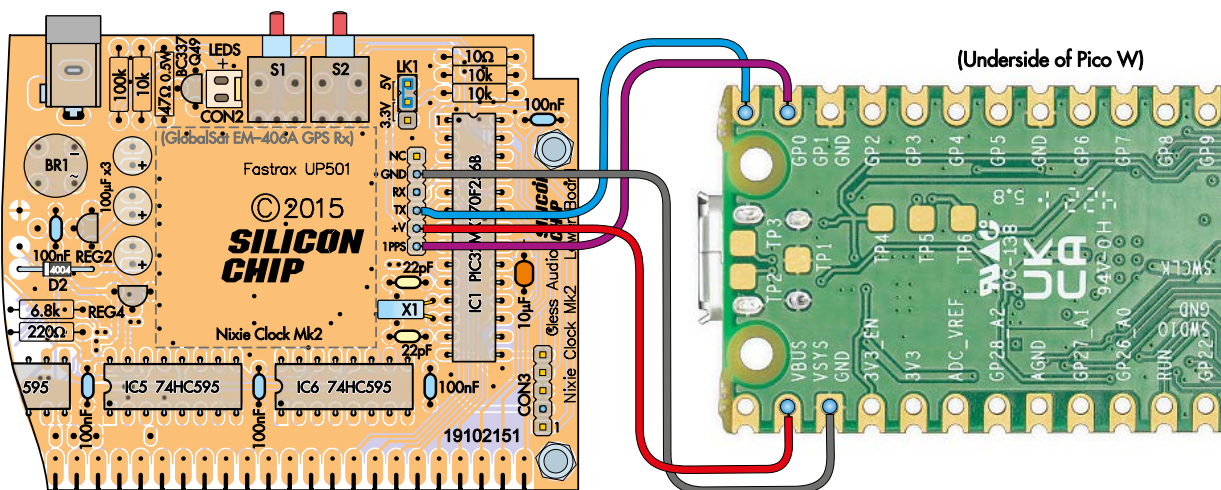 (Underside of Pico W)
100k
10k
47Ω 0.5W
BC337
Q49
LEDS
+
CON2
S1
S2
LK1
5V
3.3V
10Ω
10k
10k
100nF
(GlobalSat EM-406A GPS Rx)
Fastrax UP501
©2015
SILICON
CHIP
Nixie Clock Mk2
BR1
~
100µF x3
+
+
+
100nF
REG2
4004
D2
6.8k
REG4
220Ω
NC
GND
RX
TX
+V
1PPS
22pF
X1
22pF
10µF
SILICON
CHIP
Nixie Clock Mk2
595
100nF
IC5 74HC595
100nF
IC6 74HC595
100nF
CON3
1
19102151
GP0
GP1
GND
GP2
GP3
GP4
GP5
GND
GP6
GP7
GP8
GP9
TP3
TP2
TP1
TP4
TP5
TP6
UK
CA
SWCLK
GND
SWDIO
VBUS
VSYS
GND
3V3_EN
3V3
ADC_VREF
GP28_A2
AGND
GP27_A1
GP26_A0
RUN
GP22